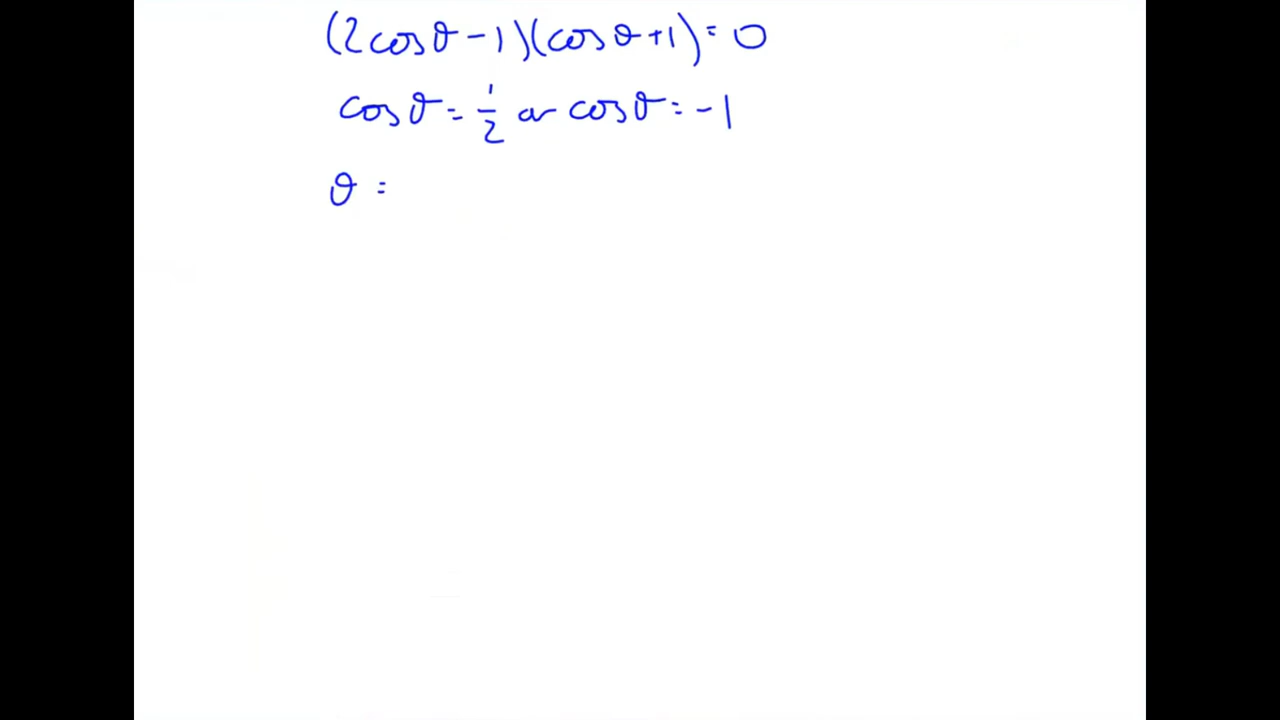 (2cosθ-1)(cosθ+1)=0
cosθ = 1/2 or cosθ = -1
θ =